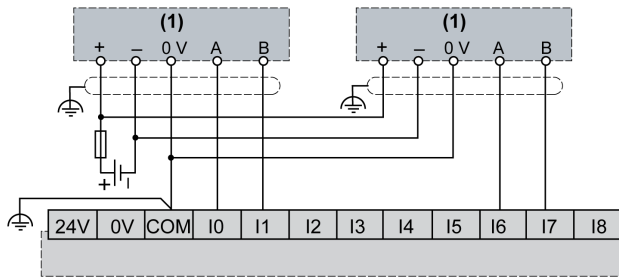 (1) (1)
+ – 0 V A B + – 0 V A B
+ I
24V 0V COM I0 I1 I2 I3 I4 I5 I6 I7 I8